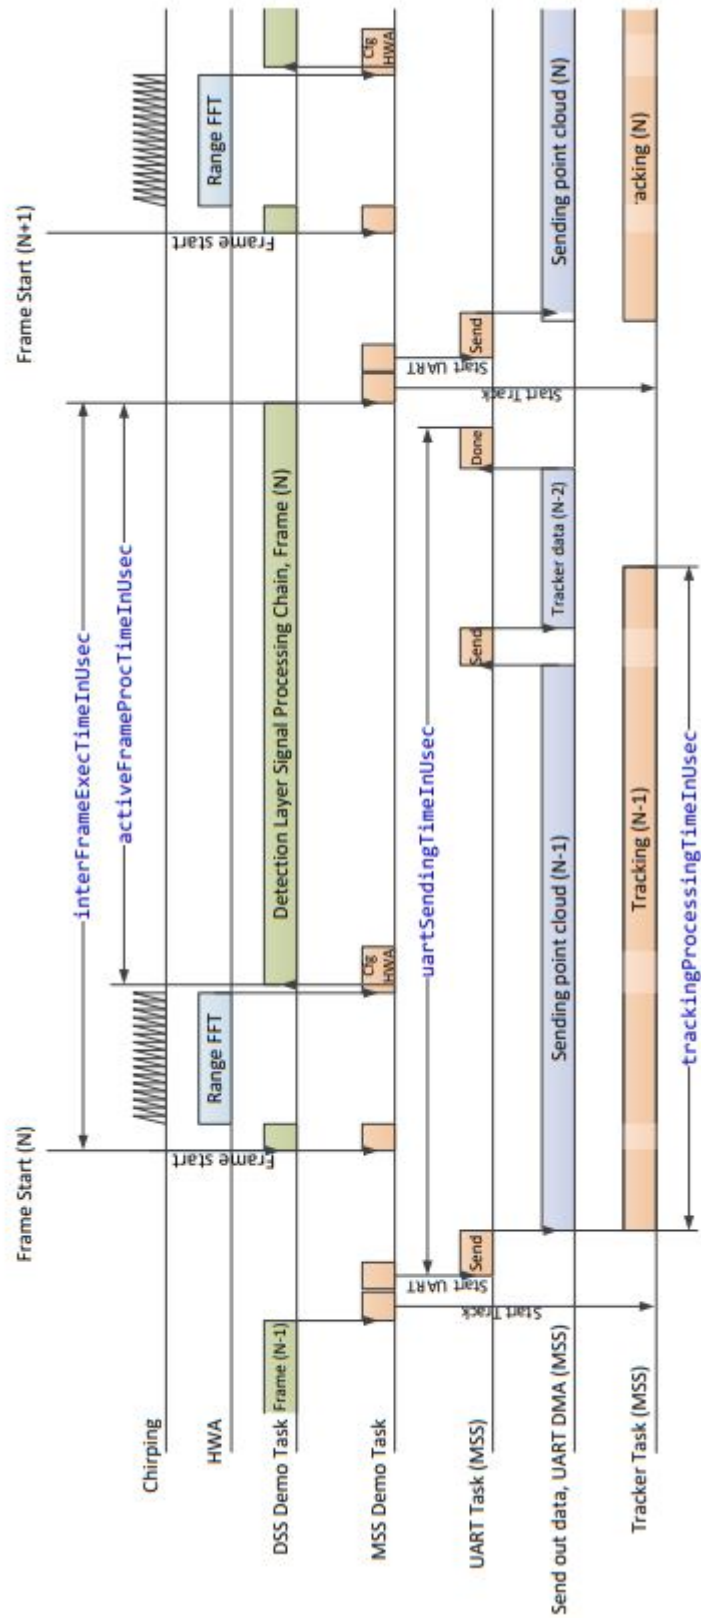 Frame Start (N)
Frame Start (N+1)
interFrameExecTimeInUsec
activeFrameProcTimeInUsec
Chirping
HWA
Range FFT
Range FFT
Frame start
Frame start
DSS Demo Task
Frame (N-1)
Detection Layer Signal Processing Chain, Frame (N)
MSS Demo Task
Cfg
HWA
Cfg
HWA
Start UART
Start UART
uartSendingTimeInUsec
Start Track
Start Track
UART Task (MSS)
Send
Send
Done
Send
Send out data, UART DMA (MSS)
Sending point cloud (N-1)
Tracker data (N-2)
Sending point cloud (N)
Tracker Task (MSS)
Tracking (N-1)
racking (N)
trackingProcessingTimeInUsec